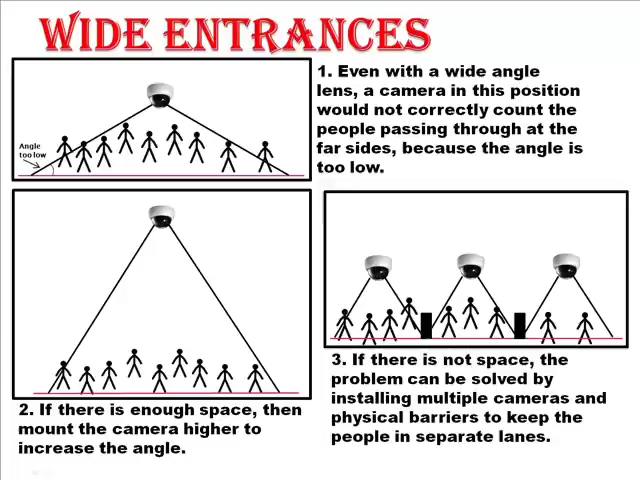 WIDE ENTRANCES
1. Even with a wide angle
lens, a camera in this position
would not correctly count the
people passing through at the
far sides, because the angle is
too low.
Angle
too low
2. If there is enough space, then
mount the camera higher to
increase the angle.
3. If there is not space, the
problem can be solved by
installing multiple cameras and
physical barriers to keep the
people in separate lanes.